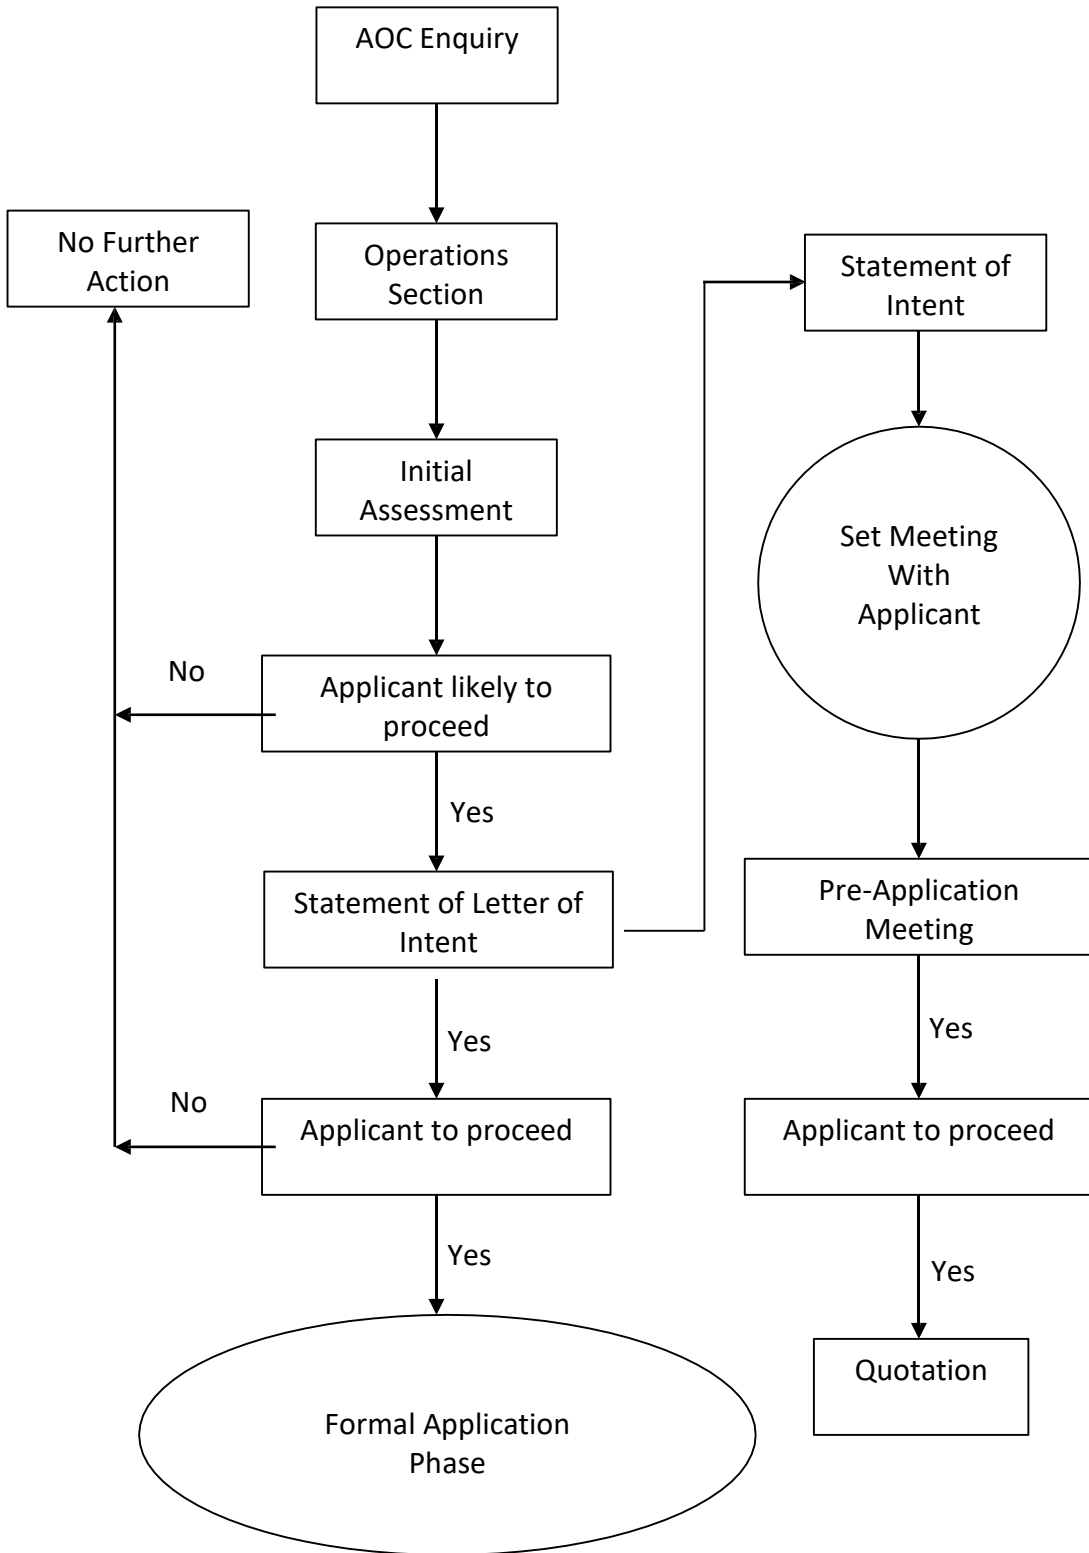 AOC Enquiry
No Further
Action
Operations
Section
Statement of
Intent
Initial
Assessment
Set Meeting
With
Applicant
No
Applicant likely to
proceed
Yes
Statement of Letter of
Intent
Pre-Application
Meeting
Yes
Yes
No
Applicant to proceed
Applicant to proceed
Yes
Yes
Quotation
Formal Application
Phase